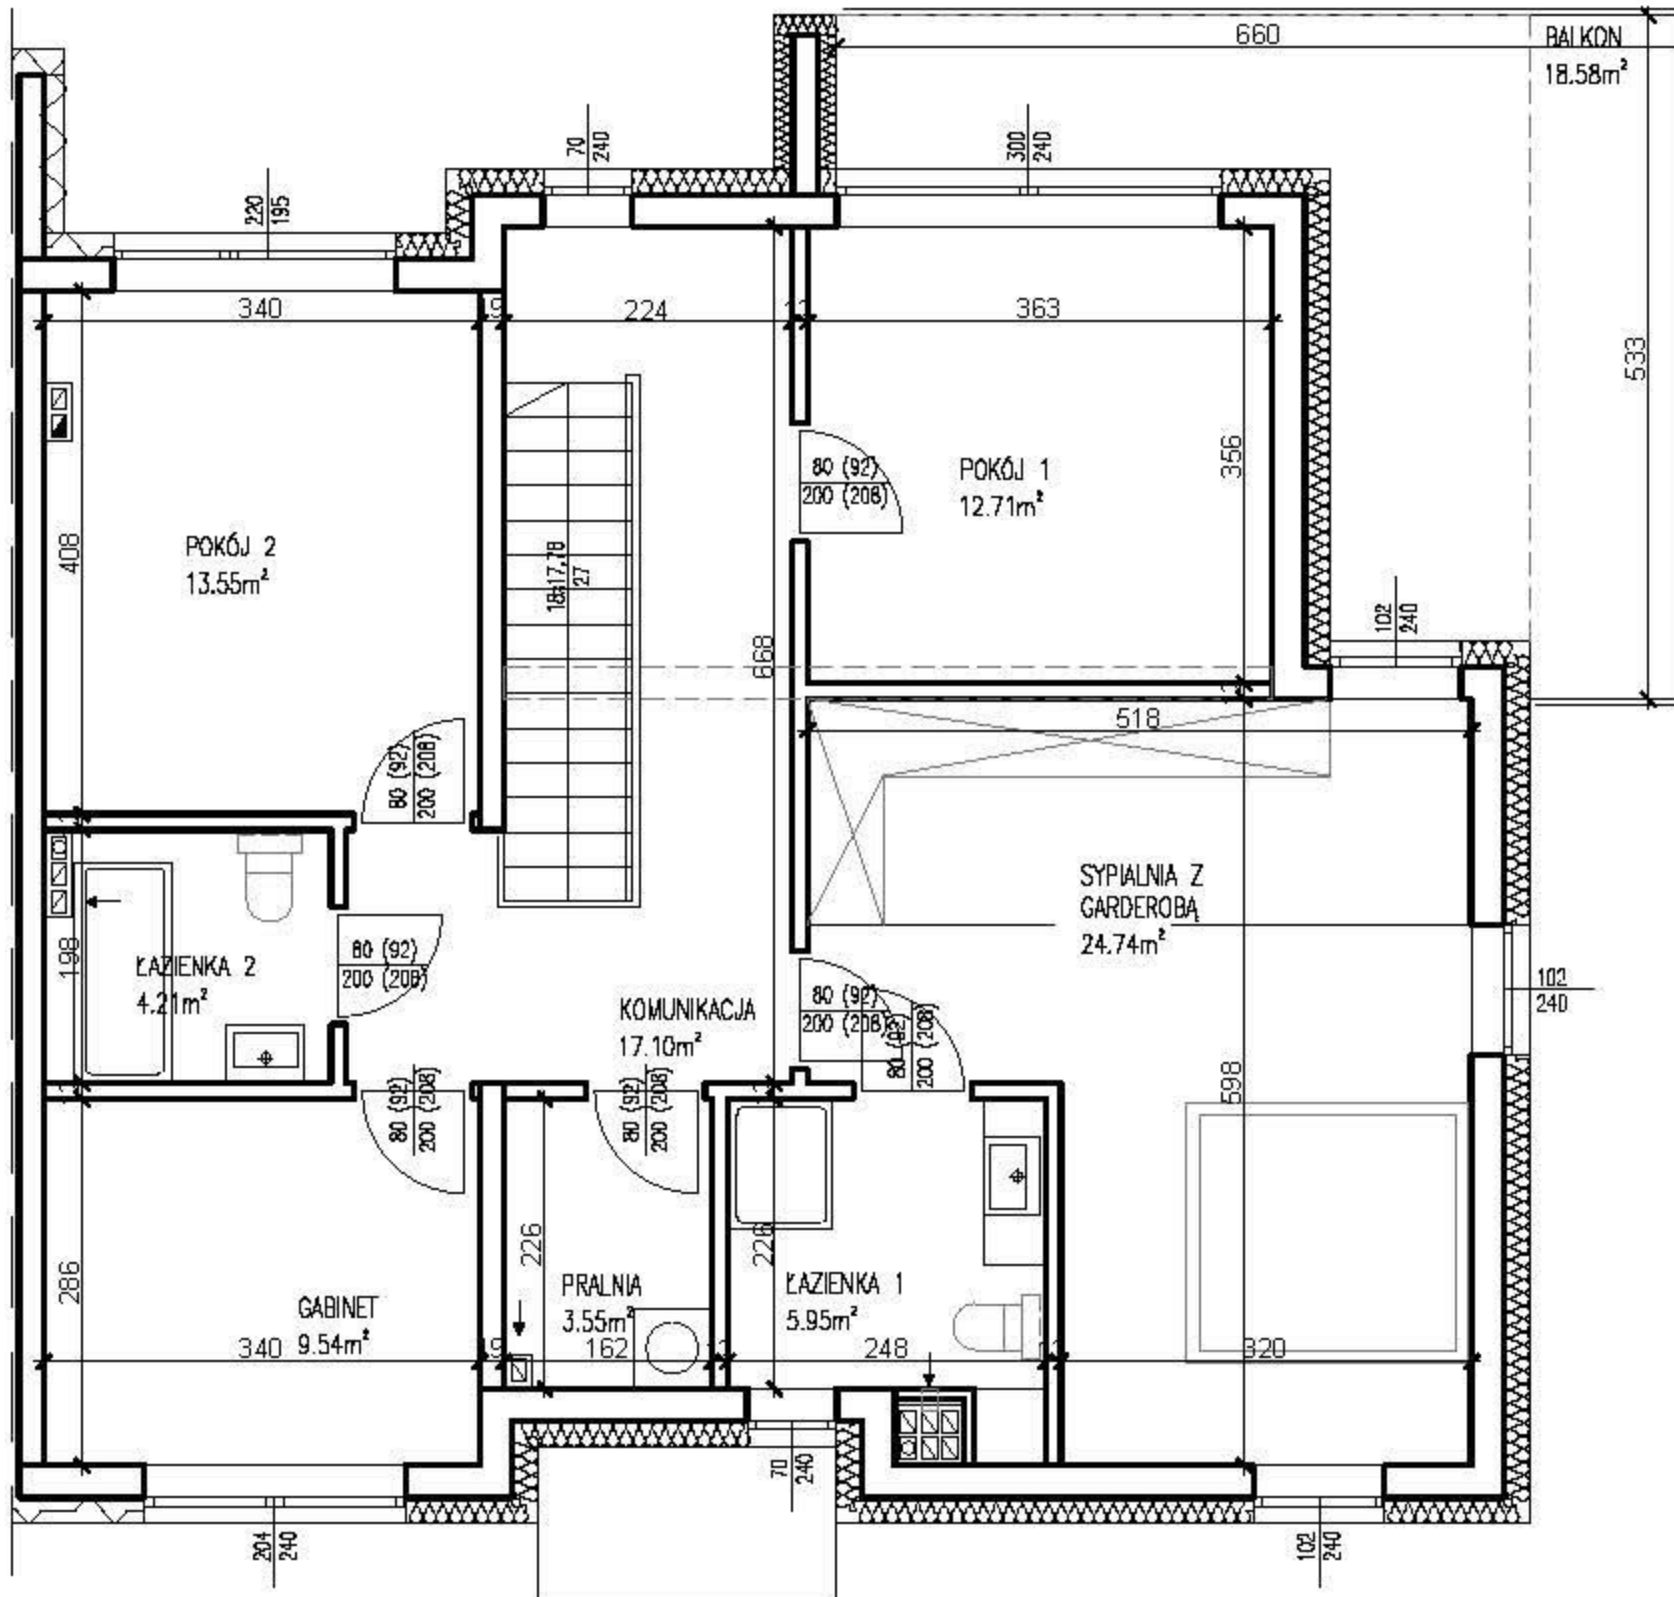 660
BALKON
18.58m²
70
240
300
240
220
195
340
19
224
12
363
533
356
80 (92)
200 (208)
POKÓJ 1
12.71m²
408
POKÓJ 2
13.55m²
18x17.78
27
102
240
668
518
80 (92)
200 (208)
SYPIALNIA Z
GARDEROBĄ
24.74m²
198
ŁAZIENKA 2
4.21m²
80 (92)
200 (208)
KOMUNIKACJA
17.10m²
80 (92)
200 (208)
80 (92)
200 (208)
102
240
80 (92)
200 (208)
80 (92)
200 (208)
598
286
226
226
GABINET
9.54m²
PRALNIA
3.55m²
ŁAZIENKA 1
5.95m²
340
19
162
12
248
12
320
70
240
204
240
102
240